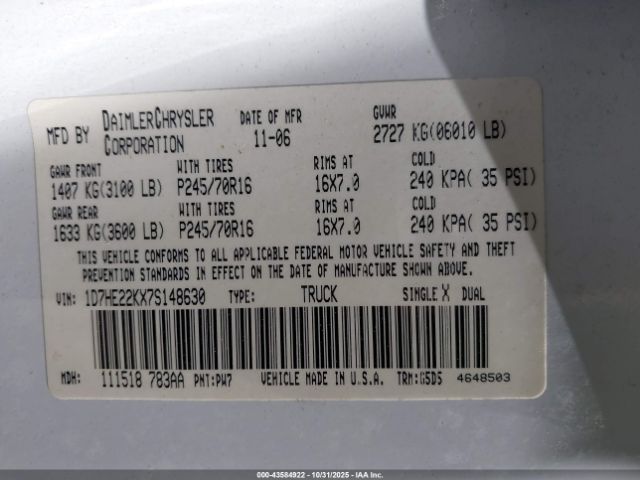 MFD BY DAIMLERCHRYSLER CORPORATION DATE OF MFR 11-06 GVWR 2727 KG(06010 LB)
GAWR FRONT WITH TIRES RIMS AT COLD
1407 KG(3100 LB) P245/70R16 16X7.0 240 KPA( 35 PSI)
GAWR REAR WITH TIRES RIMS AT COLD
1633 KG(3600 LB) P245/70R16 16X7.0 240 KPA( 35 PSI)
THIS VEHICLE CONFORMS TO ALL APPLICABLE FEDERAL MOTOR VEHICLE SAFETY AND THEFT
PREVENTION STANDARDS IN EFFECT ON THE DATE OF MANUFACTURE SHOWN ABOVE.
VIN: 1D7HE22KX7S148630 TYPE: TRUCK SINGLE X DUAL
MDH: 111518 783AA PNT:PW7 VEHICLE MADE IN U.S.A. TRM:G5D5 4648503
000-43584922 - 10/31/2025 - IAA Inc.